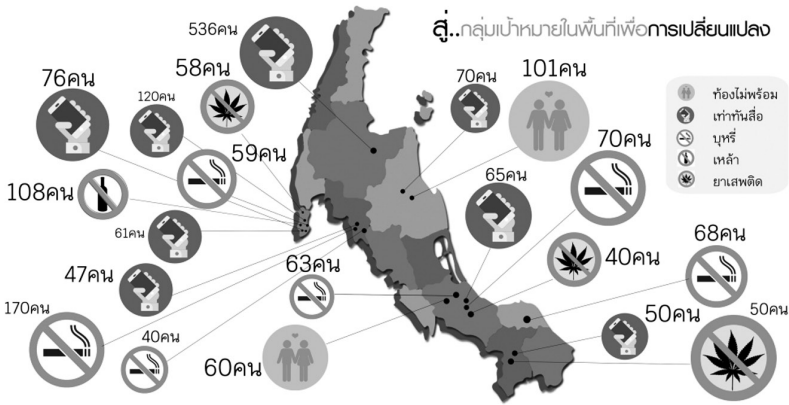 สู่..กลุ่มเป้าหมายในพื้นที่เพื่อการเปลี่ยนแปลง
536คน
76คน
58คน
120คน
70คน
101คน
ท้องไม่พร้อม
เท่าทันสื่อ
บุหรี่
เหล้า
ยาเสพติด
59คน
70คน
108คน
65คน
61คน
68คน
63คน
40คน
47คน
170คน
50คน
50คน
40คน
60คน